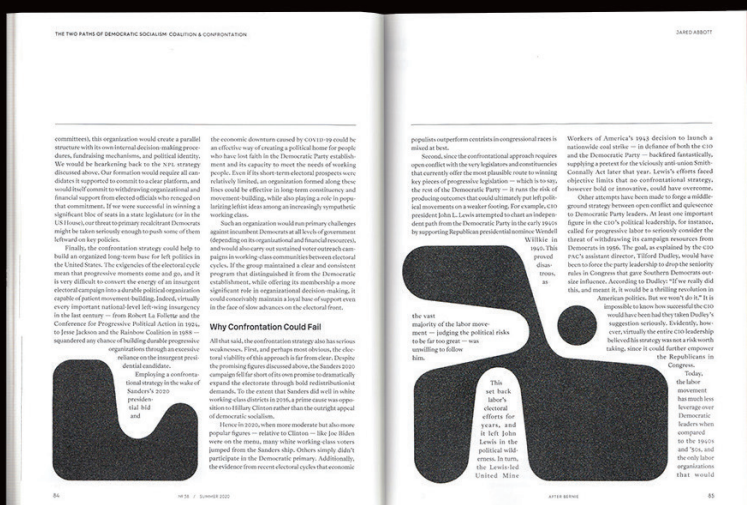 THE TWO PATHS OF DEMOCRATIC SOCIALISM: COALITION & CONFRONTATION
committees), this organization would create a parallel
structure with its own internal decision-making proce-
dures, fundraising mechanisms, and political identity.
We would be hearkening back to the NPL strategy
discussed above. Our formation would require all can-
didates it supported to commit to a clear platform, and
would itself commit to withdrawing organizational and
financial support from elected officials who reneged on
that commitment. If we were successful in winning a
significant bloc of seats in a state legislature (or in the
US House), our threat to primary recalcitrant Democrats
might be taken seriously enough to push some of them
leftward on key policies.
Finally, the confrontation strategy could help to
build an organized long-term base for left politics in
the United States. The exigencies of the electoral cycle
mean that progressive moments come and go, and it
is very difficult to convert the energy of an insurgent
electoral campaign into a durable political organization
capable of patient movement-building. Indeed, virtually
every important national-level left-wing insurgency
in the last century — from Robert La Follette and the
Conference for Progressive Political Action in 1924,
to Jesse Jackson and the Rainbow Coalition in 1988 —
squandered any chance of building durable progressive
organizations through an excessive
reliance on the insurgent presi-
dential candidate.
Employing a confronta-
tional strategy in the wake of
Sanders's 2020
presiden-
tial bid
and
the economic downturn caused by COVID-19 could be
an effective way of creating a political home for people
who have lost faith in the Democratic Party establish-
ment and its capacity to meet the needs of working
people. Even if its short-term electoral prospects were
relatively limited, an organization formed along these
lines could be effective in long-term constituency and
movement-building, while also playing a role in popu-
larizing leftist ideas among an increasingly sympathetic
working class.
Such an organization would run primary challenges
against incumbent Democrats at all levels of government
(depending on its organizational and financial resources),
and would also carry out sustained voter outreach cam-
paigns in working-class communities between electoral
cycles. If the group maintained a clear and consistent
program that distinguished it from the Democratic
establishment, while offering its membership a more
significant role in organizational decision-making, it
could conceivably maintain a loyal base of support even
in the face of slow advances on the electoral front.
Why Confrontation Could Fail
All that said, the confrontation strategy also has serious
weaknesses. First, and perhaps most obvious, the elec-
toral viability of this approach is far from clear. Despite
the promising figures discussed above, the Sanders 2020
campaign fell far short of its own promise to dramatically
expand the electorate through bold redistributionist
demands. To the extent that Sanders did well in white
working-class districts in 2016, a prime cause was oppo-
sition to Hillary Clinton rather than the outright appeal
of democratic socialism.
Hence in 2020, when more moderate but also more
popular figures — relative to Clinton — like Joe Biden
were on the menu, many white working-class voters
jumped from the Sanders ship. Others simply didn't
participate in the Democratic primary. Additionally,
the evidence from recent electoral cycles that economic
84
Nº 38 / SUMMER 2020
JARED ABBOTT
populists outperform centrists in congressional races is
mixed at best.
Second, since the confrontational approach requires
open conflict with the very legislators and constituencies
that currently offer the most plausible route to winning
key pieces of progressive legislation — which is to say,
the rest of the Democratic Party — it runs the risk of
producing outcomes that could ultimately put left polit-
ical movements on a weaker footing. For example, CIO
president John L. Lewis attempted to chart an indepen-
dent path from the Democratic Party in the early 1940s
by supporting Republican presidential nominee Wendell
Willkie in
1940. This
proved
disas-
trous,
as
the vast
majority of the labor move-
ment — judging the political risks
to be far too great — was
unwilling to follow
him.
This
set back
labor's
electoral
efforts for
years, and
it left John
Lewis in the
political wild-
erness. In turn,
the Lewis-led
United Mine
Workers of America's 1943 decision to launch a
nationwide coal strike — in defiance of both the CIO
and the Democratic Party — backfired fantastically,
supplying a pretext for the viciously anti-union Smith-
Connally Act later that year. Lewis's efforts faced
objective limits that no confrontational strategy,
however bold or innovative, could have overcome.
Other attempts have been made to forge a middle-
ground strategy between open conflict and quiescence
to Democratic Party leaders. At least one important
figure in the CIO's political leadership, for instance,
called for progressive labor to seriously consider the
threat of withdrawing its campaign resources from
Democrats in 1956. The goal, as explained by the CIO
PAC's assistant director, Tilford Dudley, would have
been to force the party leadership to drop the seniority
rules in Congress that gave Southern Democrats out-
size influence. According to Dudley: "If we really did
this, and meant it, it would be a thrilling revolution in
American politics. But we won't do it." It is
impossible to know how successful the CIO
would have been had they taken Dudley's
suggestion seriously. Evidently, how-
ever, virtually the entire CIO leadership
believed his strategy was not a risk worth
taking, since it could further empower
the Republicans in
Congress.
Today,
the labor
movement
has much less
leverage over
Democratic
leaders when
compared
to the 1940s
and '50s, and
the only labor
organizations
that would
AFTER BERNIE
85